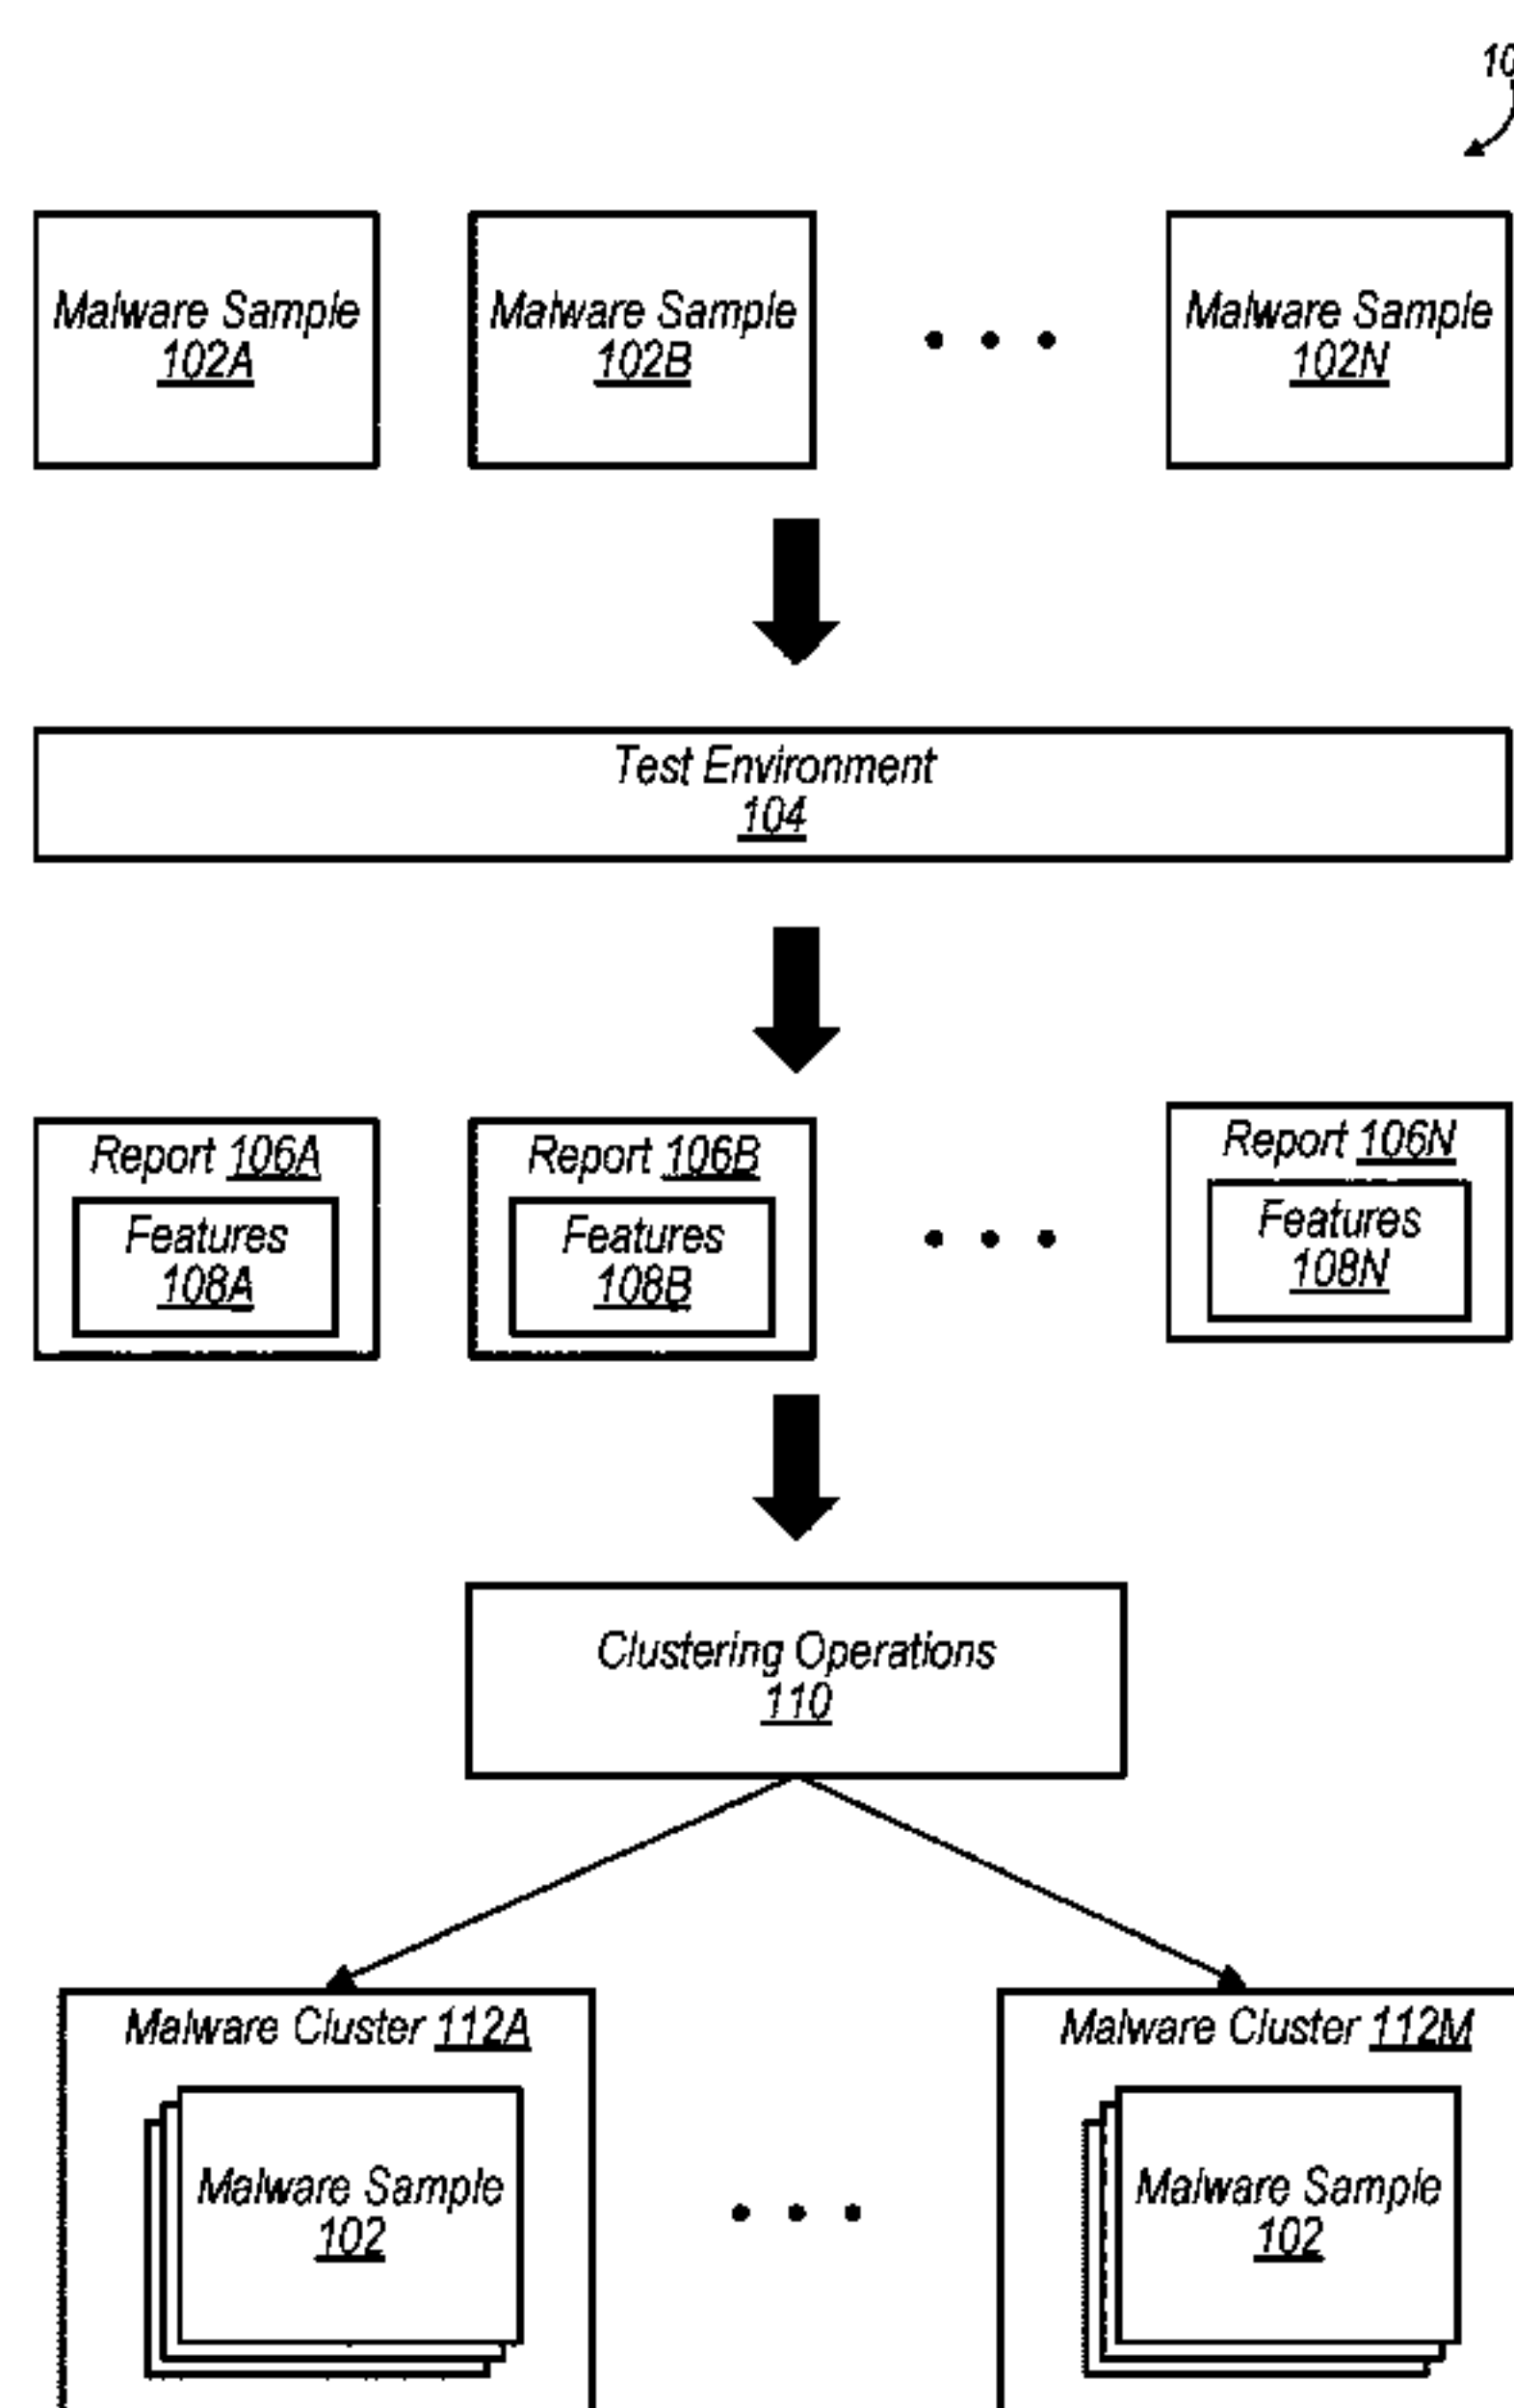 Malware Sample
102A
Malware Sample
102B
Malware Sample
102N
Test Environment
104
Report 106A
Features
108A
Report 106B
Features
108B
Report 106N
Features
108N
Clustering Operations
110
Malware Cluster 112A
Malware Sample
102
Malware Cluster 112M
Malware Sample
102